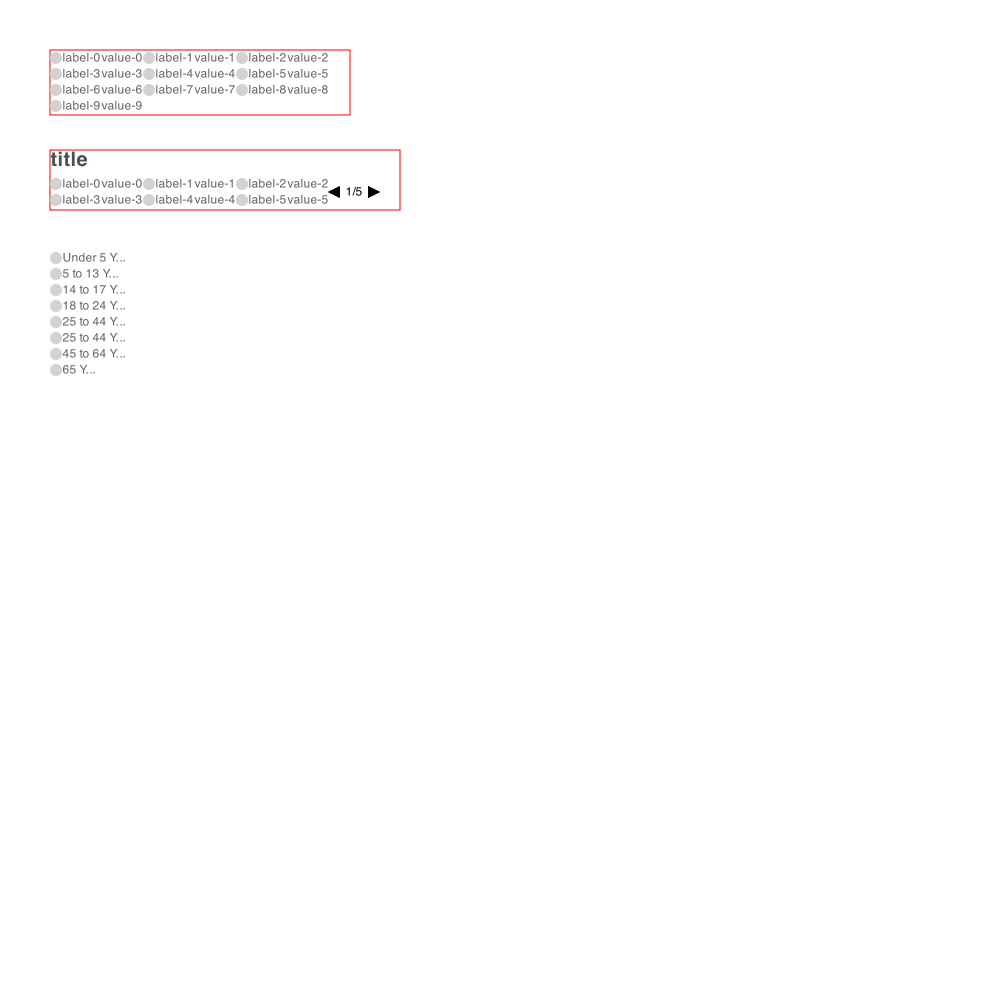 label-0 value-0 label-1 value-1 label-2 value-2
label-3 value-3 label-4 value-4 label-5 value-5
label-6 value-6 label-7 value-7 label-8 value-8
label-9 value-9
title
label-0 value-0 label-1 value-1 label-2 value-2
label-3 value-3 label-4 value-4 label-5 value-5
1/5
Under 5 Y...
5 to 13 Y...
14 to 17 Y...
18 to 24 Y...
25 to 44 Y...
25 to 44 Y...
45 to 64 Y...
65 Y...